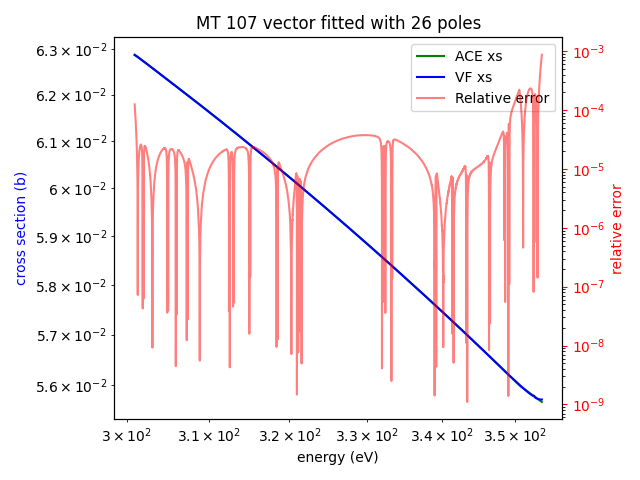 MT 107 vector fitted with 26 poles
ACE xs
VF xs
Relative error
6.3 × 10⁻²
6.2 × 10⁻²
6.1 × 10⁻²
6 × 10⁻²
5.9 × 10⁻²
5.8 × 10⁻²
5.7 × 10⁻²
5.6 × 10⁻²
cross section (b)
10⁻³
10⁻⁴
10⁻⁵
10⁻⁶
10⁻⁷
10⁻⁸
10⁻⁹
relative error
3 × 10² 3.1 × 10² 3.2 × 10² 3.3 × 10² 3.4 × 10² 3.5 × 10²
energy (eV)